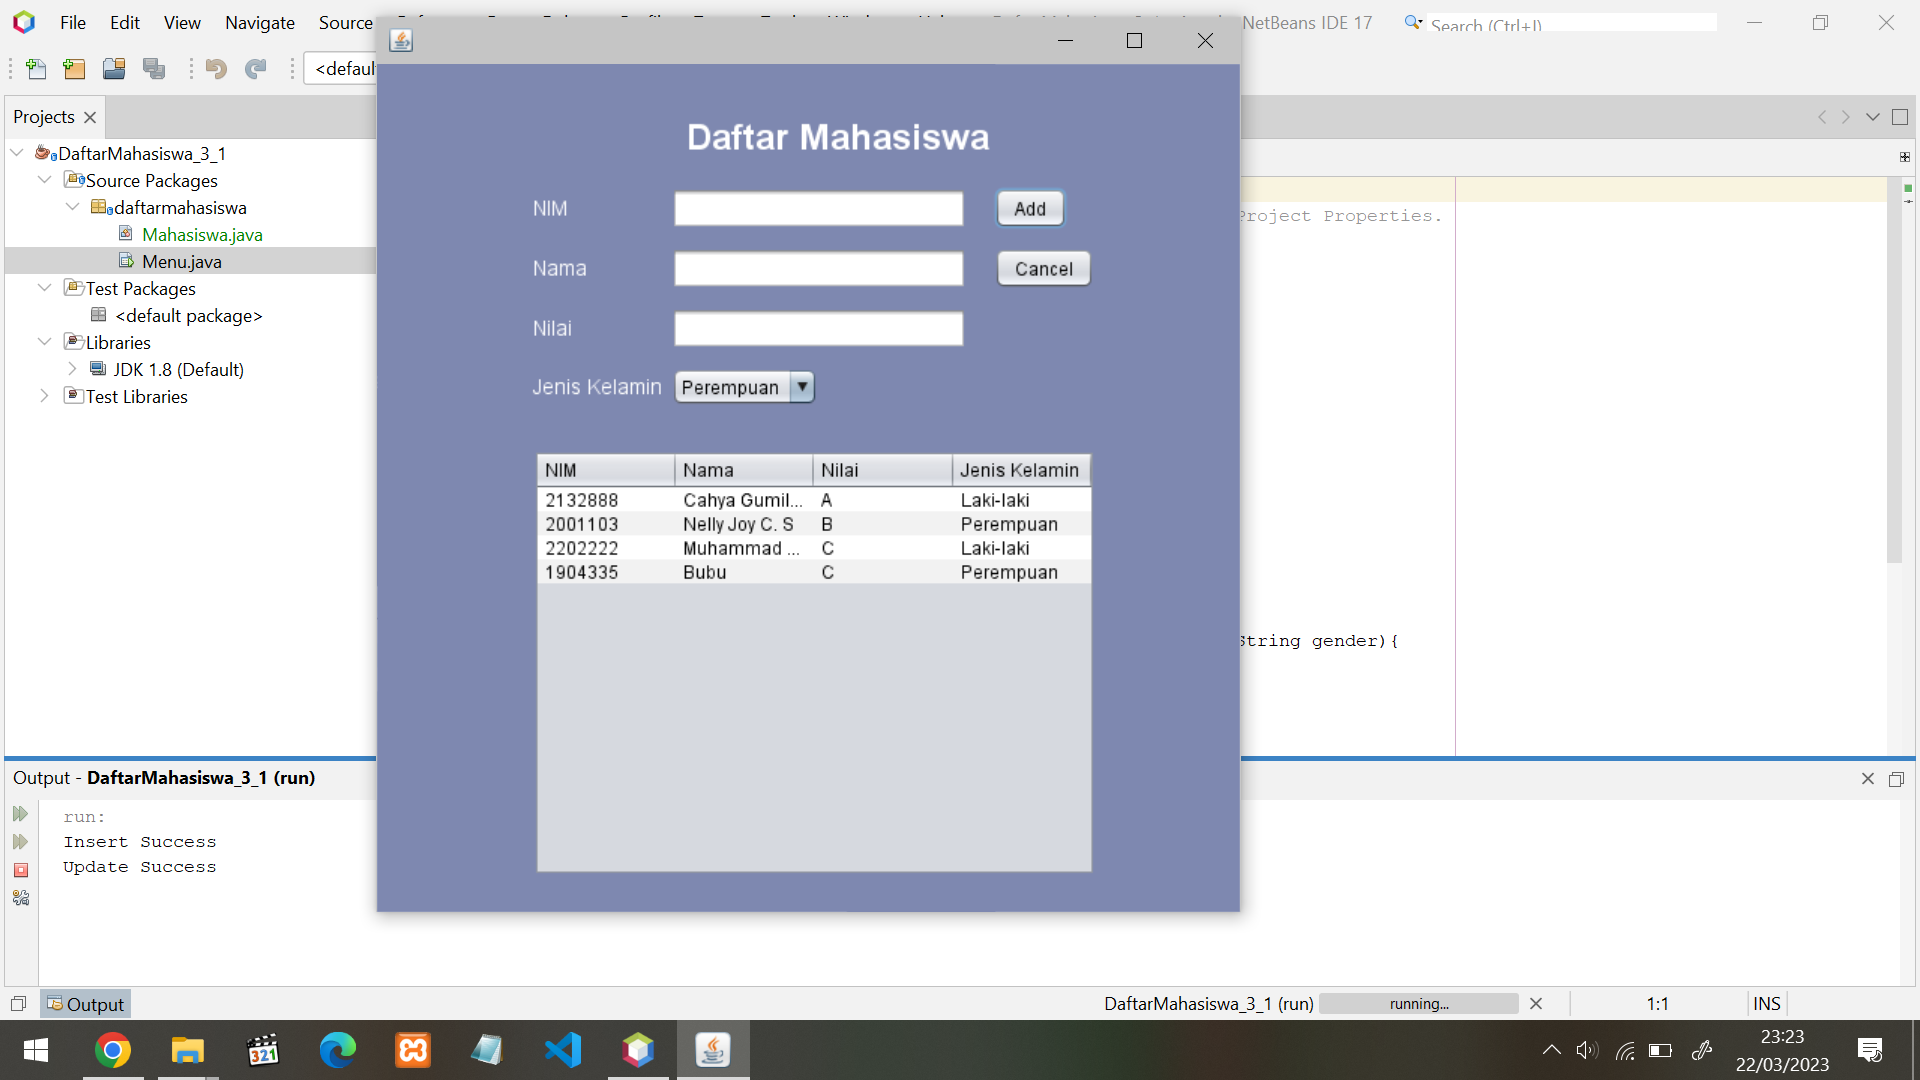 File Edit View Navigate Source
NetBeans IDE 17
Search (Ctrl+I)
<defaul
Projects
DaftarMahasiswa_3_1
Source Packages
daftarmahasiswa
Mahasiswa.java
Menu.java
Test Packages
<default package>
Libraries
JDK 1.8 (Default)
Test Libraries
Daftar Mahasiswa
NIM
Add
Nama
Cancel
Nilai
Jenis Kelamin Perempuan
NIM Nama Nilai Jenis Kelamin
2132888 Cahya Gumil... A Laki-laki
2001103 Nelly Joy C. S B Perempuan
2202222 Muhammad ... C Laki-laki
1904335 Bubu C Perempuan
Project Properties.
String gender){
Output - DaftarMahasiswa_3_1 (run)
run:
Insert Success
Update Success
Output
DaftarMahasiswa_3_1 (run) running...
1:1
INS
321
23:23
22/03/2023